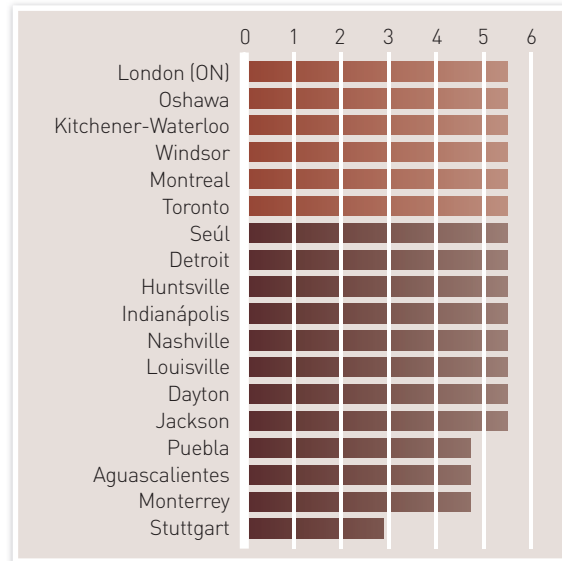 0 1 2 3 4 5 6
London (ON)
Oshawa
Kitchener-Waterloo
Windsor
Montreal
Toronto
Seúl
Detroit
Huntsville
Indianápolis
Nashville
Louisville
Dayton
Jackson
Puebla
Aguascalientes
Monterrey
Stuttgart